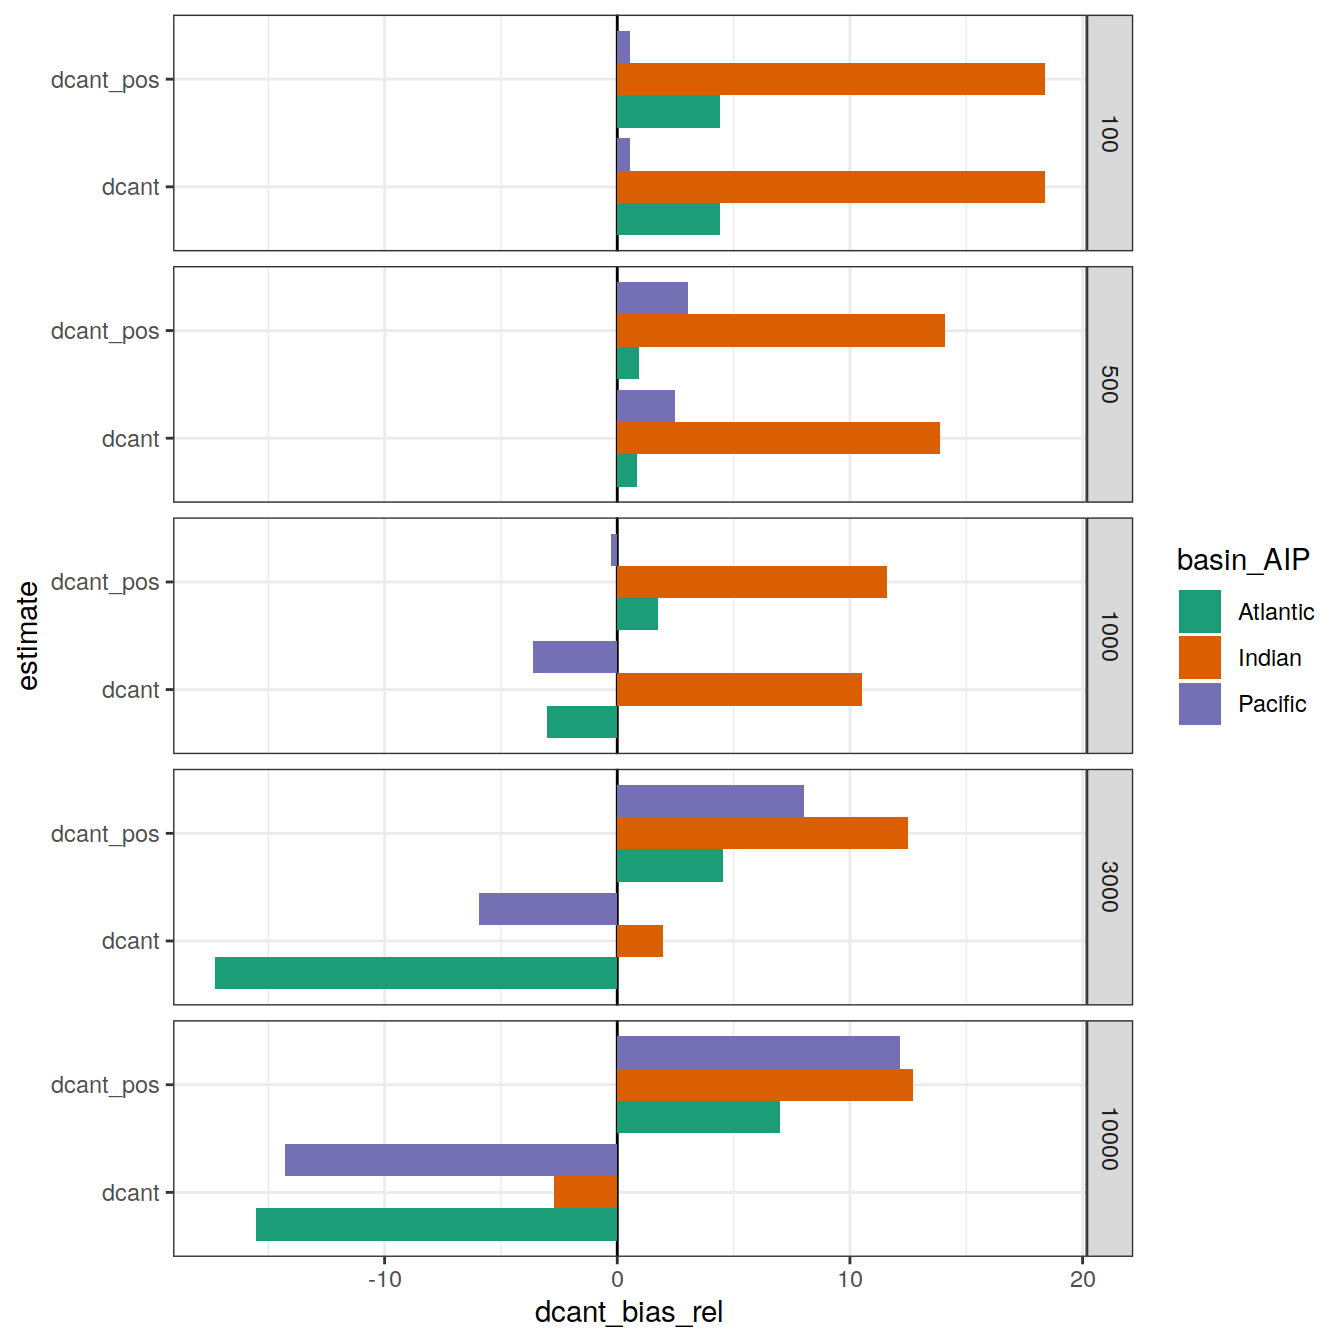 dcant_pos
dcant
100
dcant_pos
dcant
500
dcant_pos
dcant
1000
dcant_pos
dcant
3000
dcant_pos
dcant
10000
-10
0
10
20
dcant_bias_rel
estimate
basin_AIP
Atlantic
Indian
Pacific